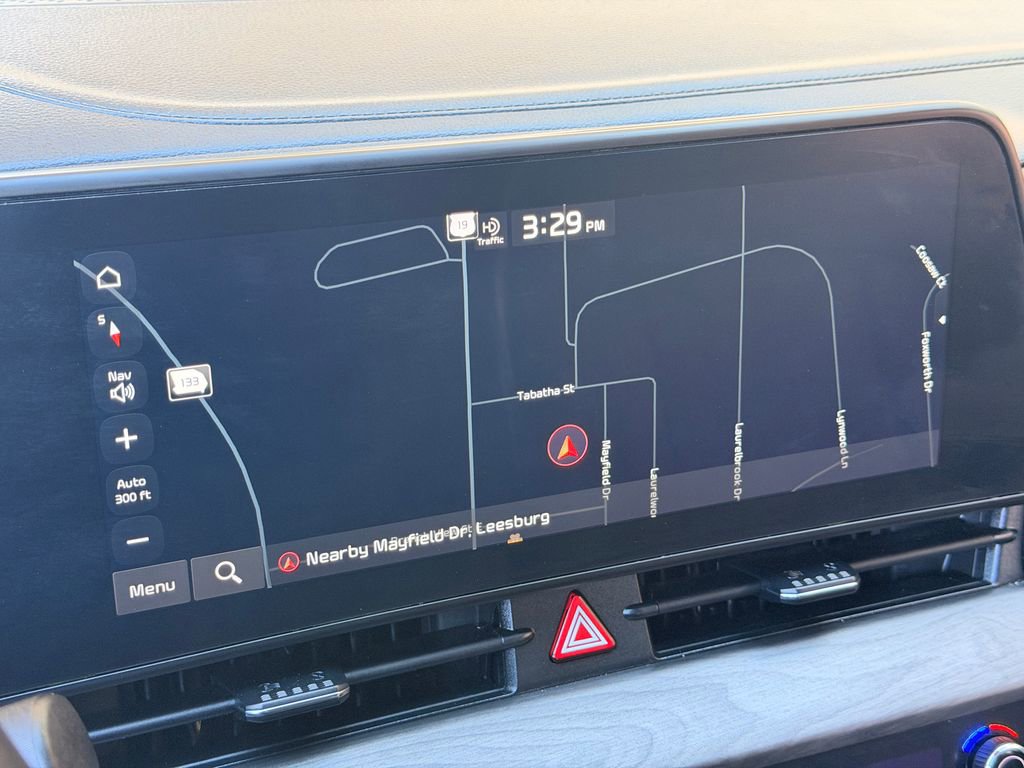 19
HD
Traffic
3:29 PM
S
Nav
133
Auto
300 ft
Tabatha St
Mayfield Dr
Laurelwo
Laurelbrook Dr
Lynwood Ln
Foxworth Dr
Nearby Mayfield Dr, Leesburg
Menu